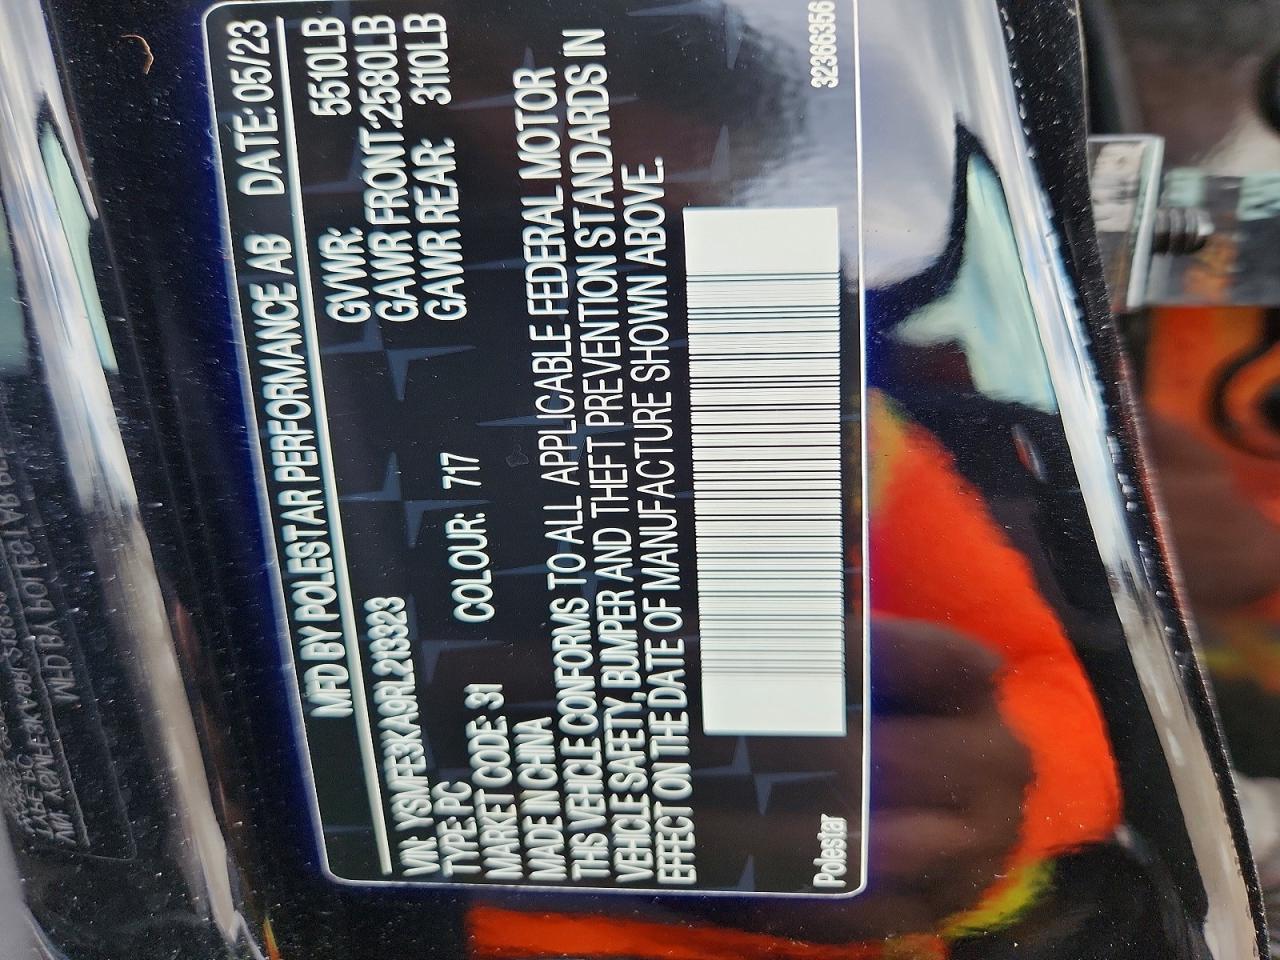 MFD BY POLESTAR PERFORMANCE AB DATE: 05/23
GVWR: 5510LB
GAWR FRONT:2580LB
VIN: YSMFE3KA9RL213323 GAWR REAR: 3110LB
TYPE: PC COLOUR: 717
MARKET CODE: 31
MADE IN CHINA
THIS VEHICLE CONFORMS TO ALL APPLICABLE FEDERAL MOTOR
VEHICLE SAFETY, BUMPER AND THEFT PREVENTION STANDARDS IN
EFFECT ON THE DATE OF MANUFACTURE SHOWN ABOVE.
Polestar 32366356